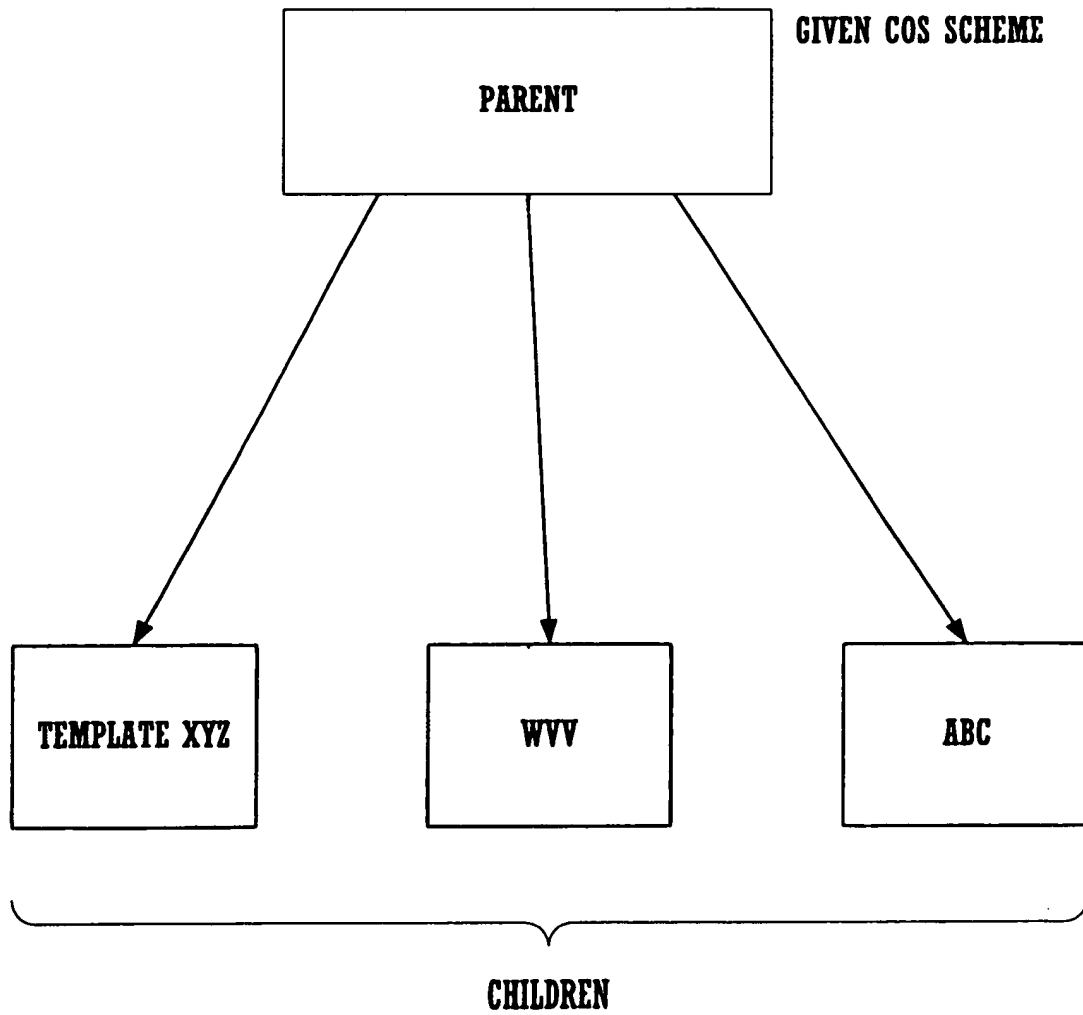 GIVEN COS SCHEME
PARENT
TEMPLATE XYZ
WVV
ABC
CHILDREN